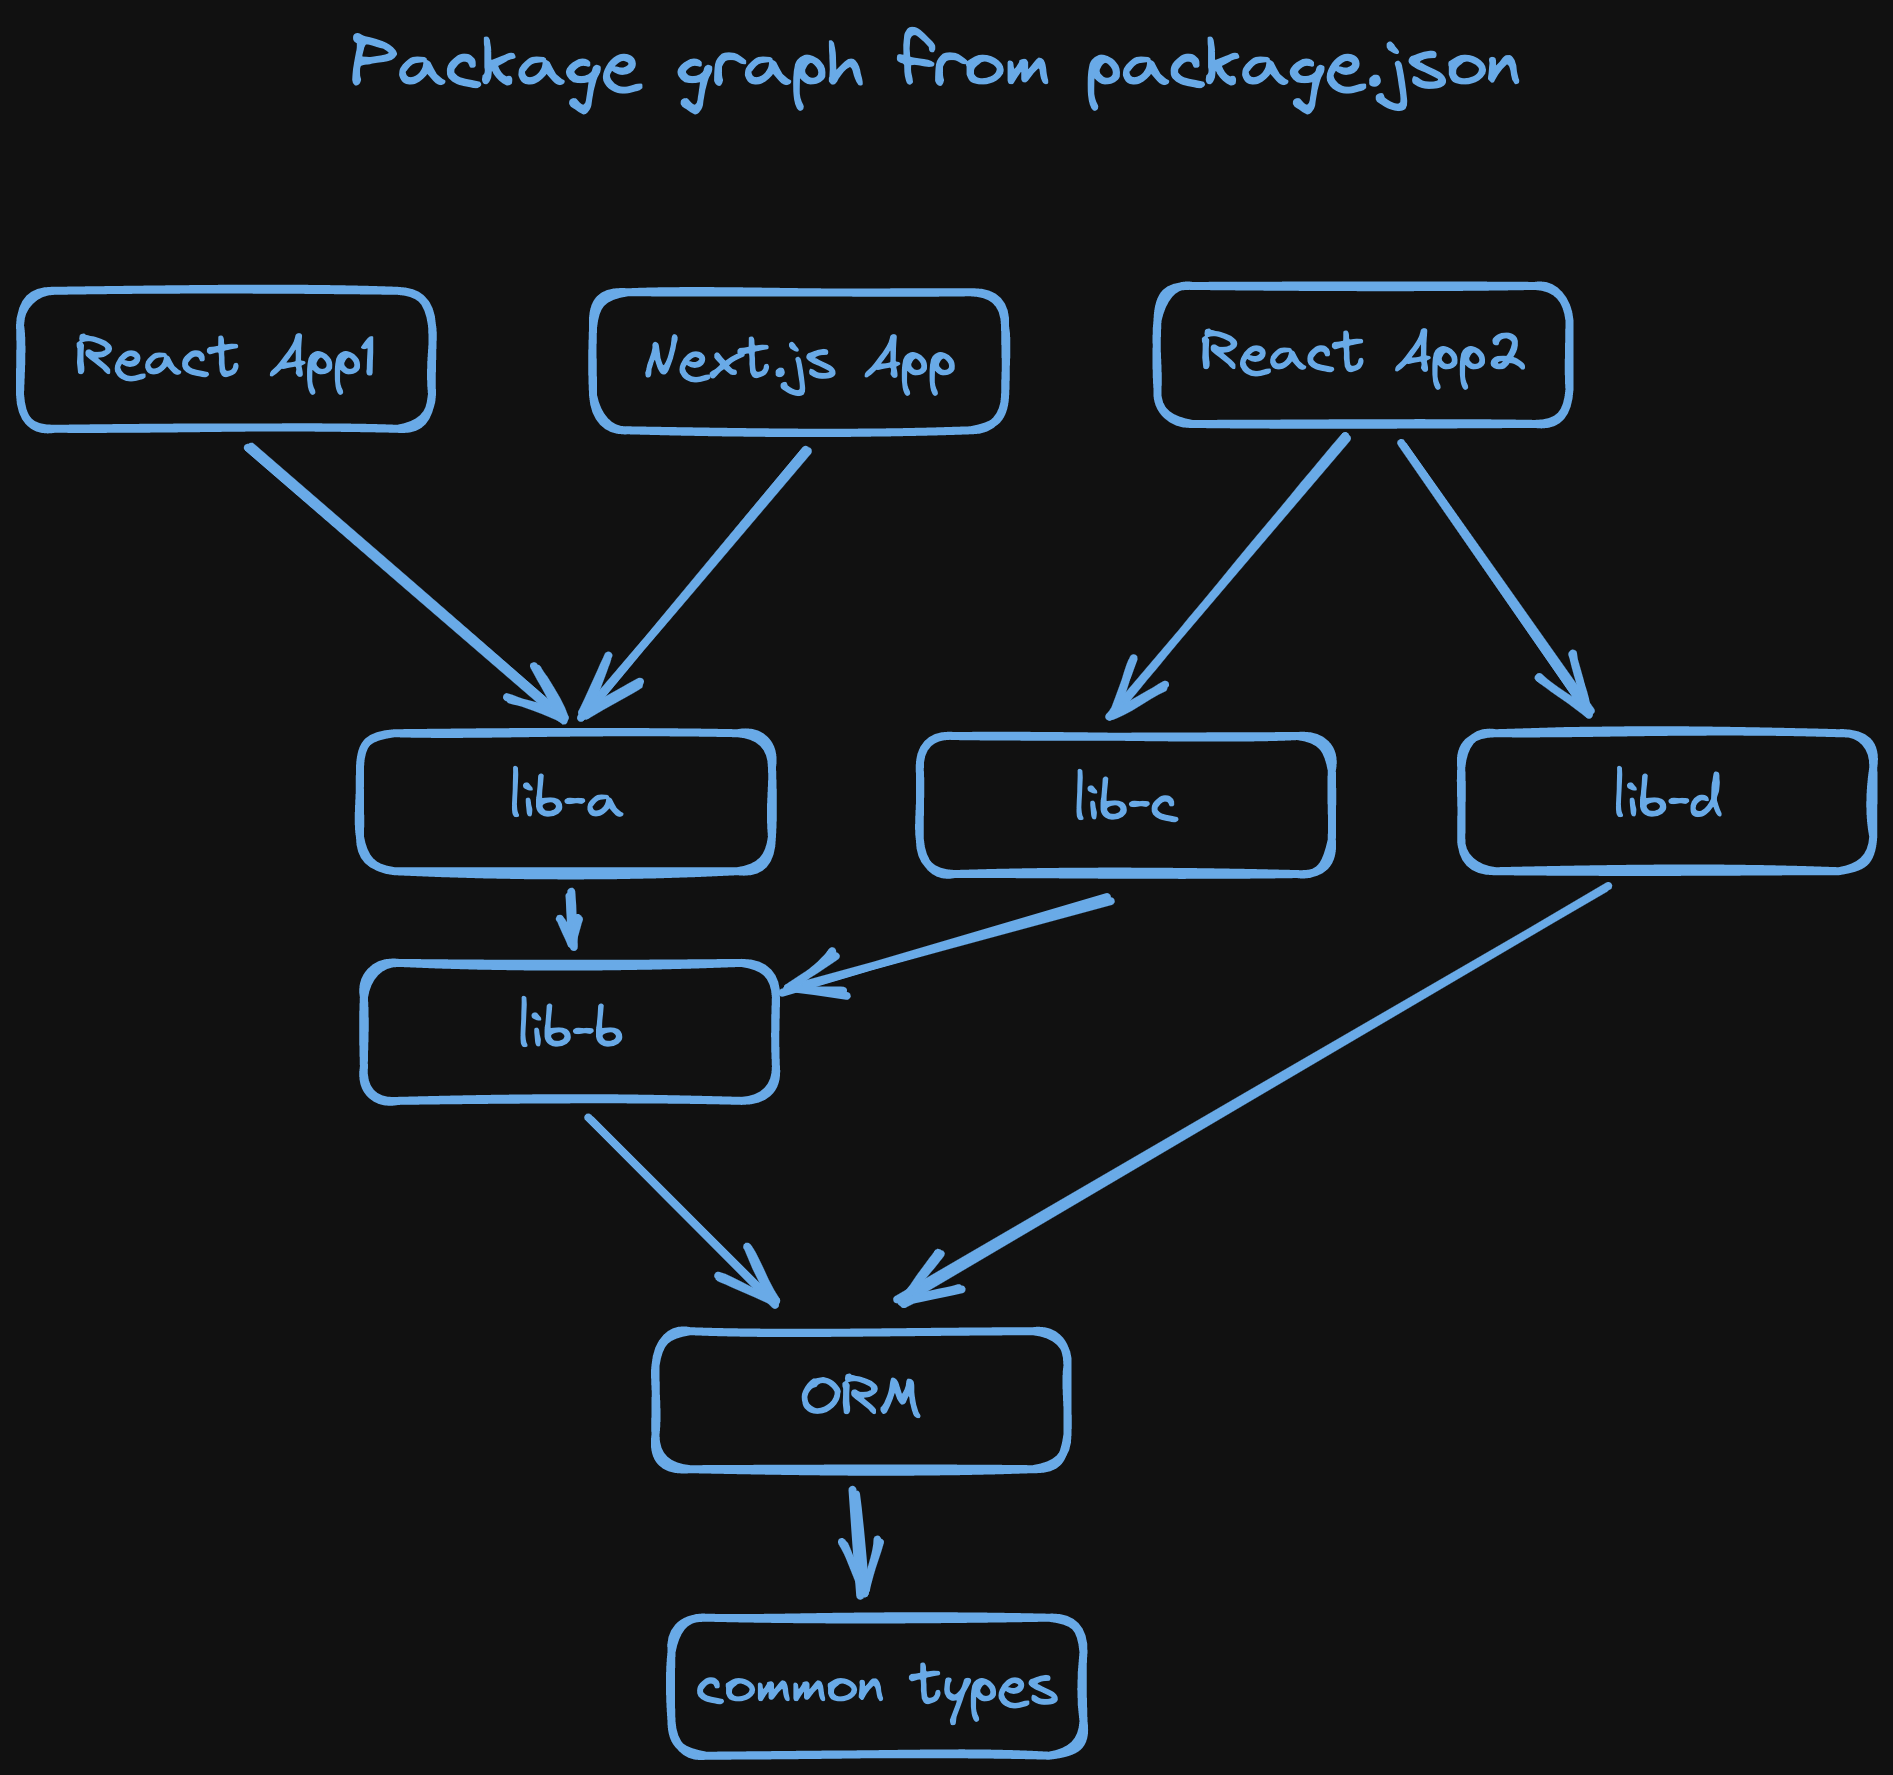 Package graph from package.json
React App1
Next.js App
React App2
lib-a
lib-c
lib-d
lib-b
ORM
common types